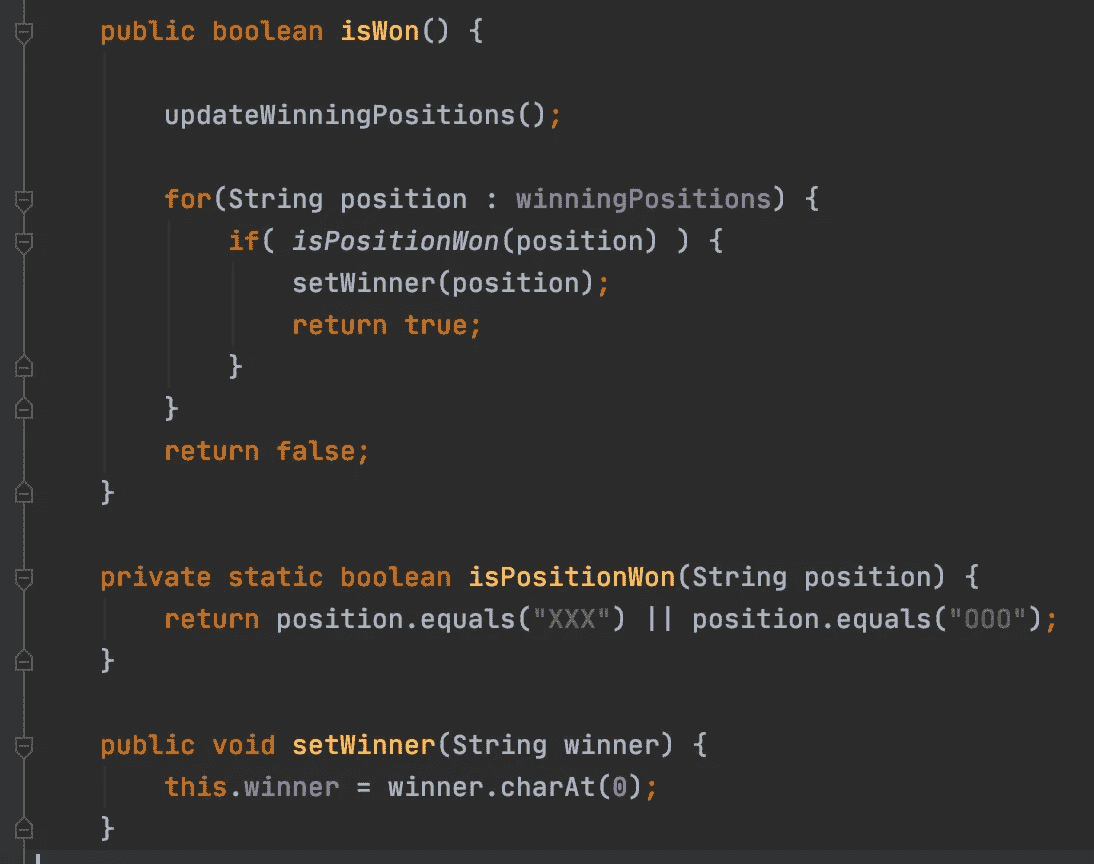 public boolean isWon() {
updateWinningPositions();
for(String position : winningPositions) {
if( isPositionWon(position) ) {
setWinner(position);
return true;
}
}
return false;
}
private static boolean isPositionWon(String position) {
return position.equals("XXX") || position.equals("OOO");
}
public void setWinner(String winner) {
this.winner = winner.charAt(0);
}